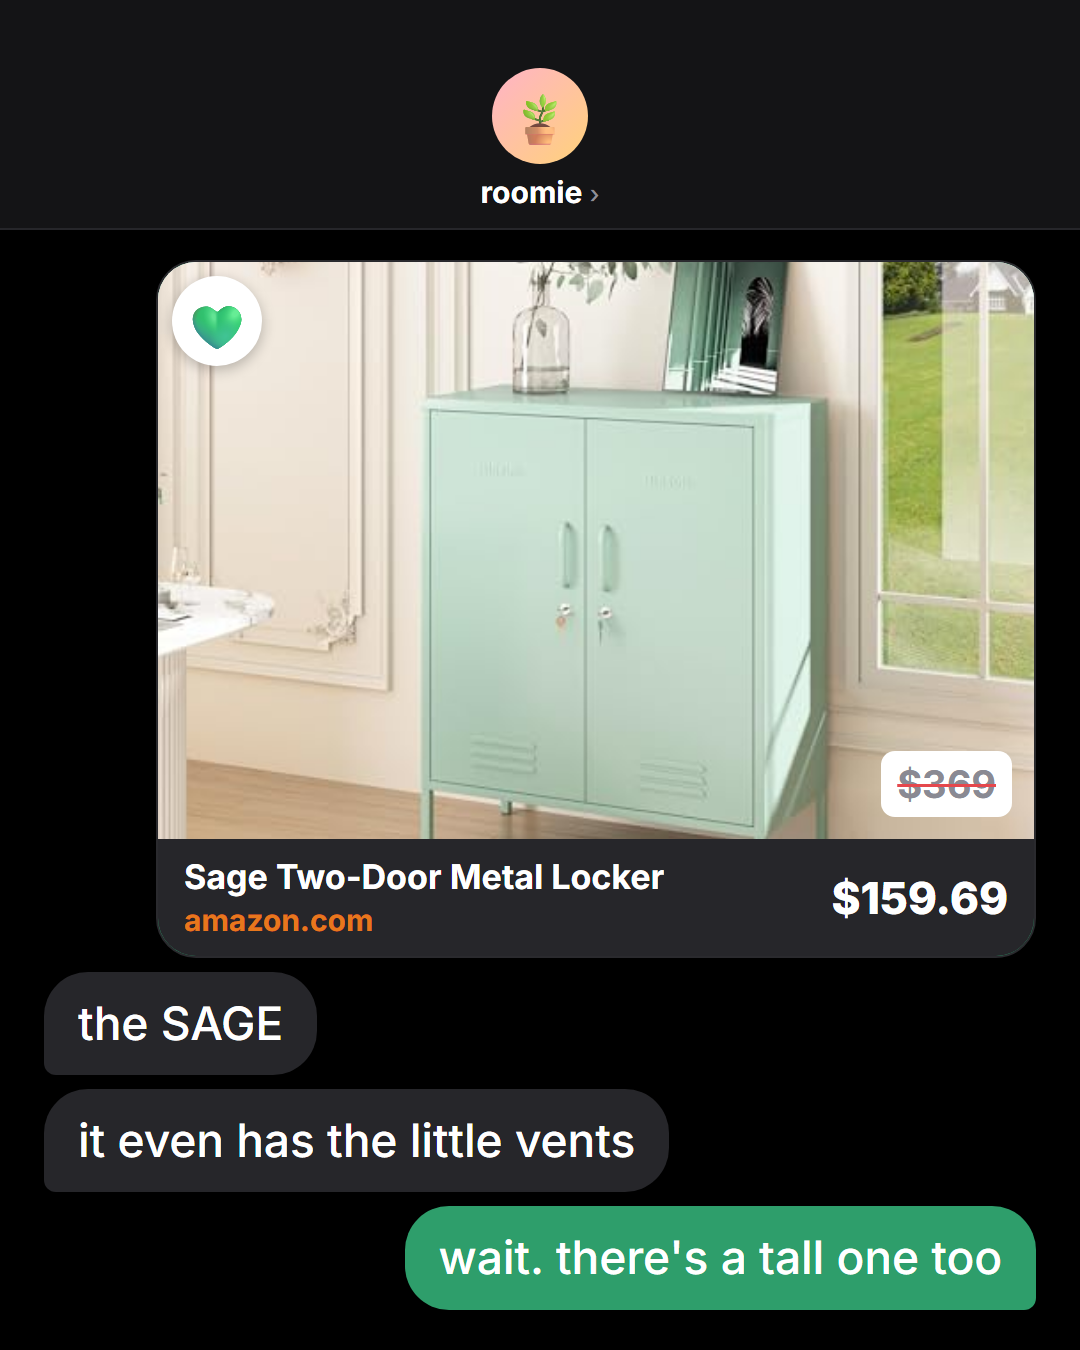 roomie ›
$369
Sage Two-Door Metal Locker
amazon.com
$159.69
the SAGE
it even has the little vents
wait. there's a tall one too